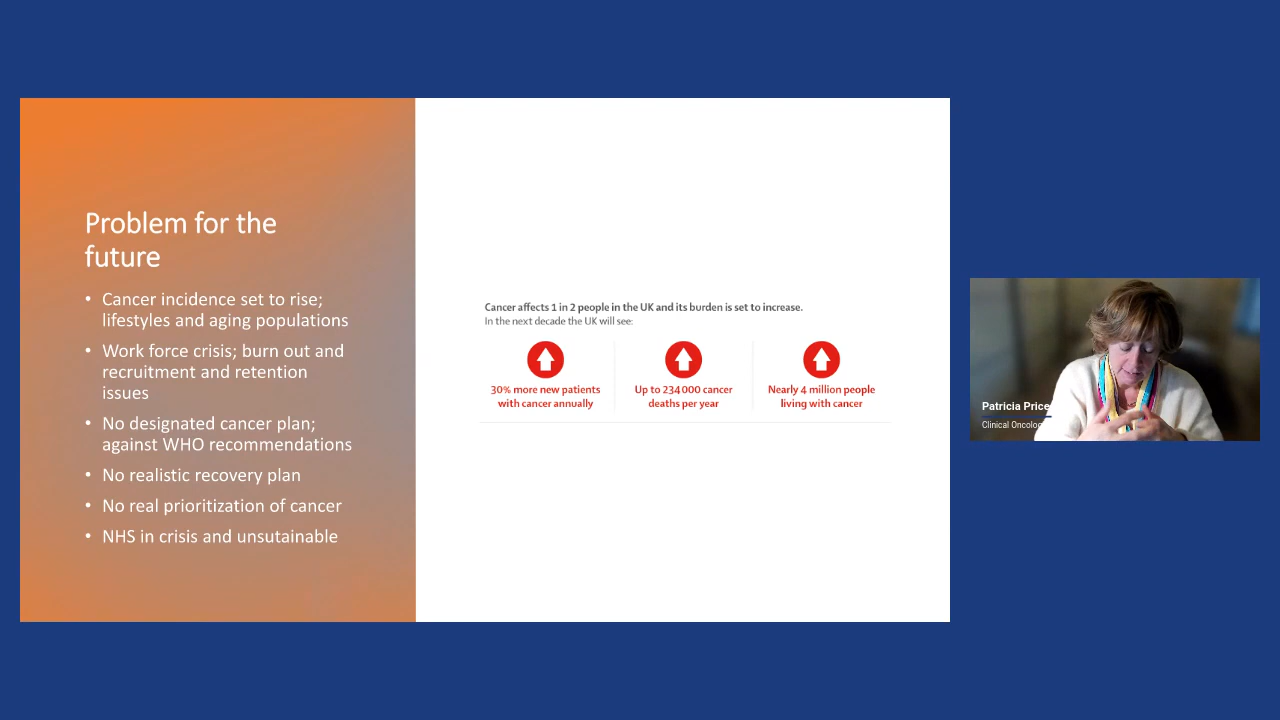 Problem for the
future
• Cancer incidence set to rise;
lifestyles and aging populations
• Work force crisis; burn out and
recruitment and retention
issues
• No designated cancer plan;
against WHO recommendations
• No realistic recovery plan
• No real prioritization of cancer
• NHS in crisis and unsutainable
Cancer affects 1 in 2 people in the UK and its burden is set to increase.
In the next decade the UK will see:
30% more new patients
with cancer annually
Up to 234 000 cancer
deaths per year
Nearly 4 million people
living with cancer
Patricia Price
Clinical